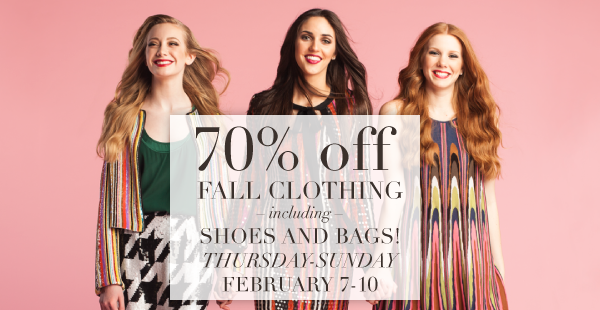 70% off
FALL CLOTHING
– including –
SHOES AND BAGS!
THURSDAY-SUNDAY
FEBRUARY 7-10